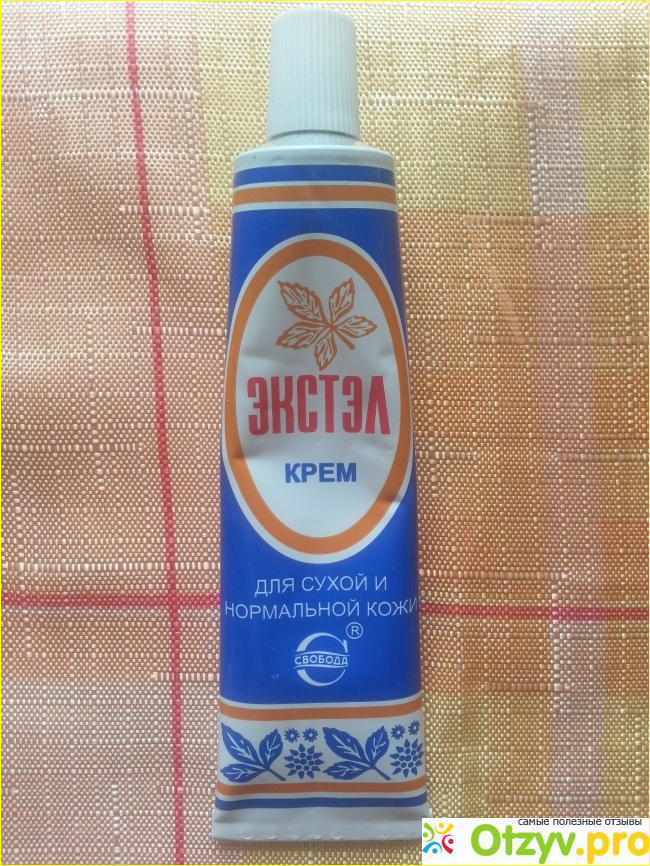 ЭКСТЭЛ
КРЕМ
ДЛЯ СУХОЙ И
НОРМАЛЬНОЙ КОЖИ
®
СВОБОДА
самые полезные отзывы
Otzyv.pro